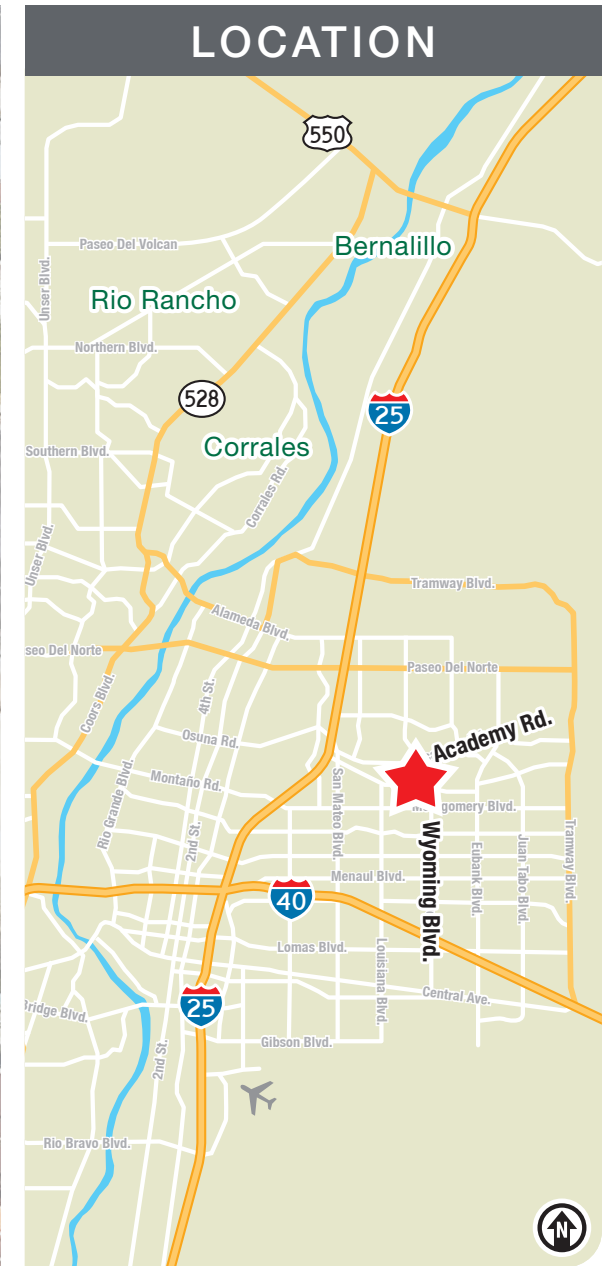 LOCATION
550
Paseo Del Volcan
Bernalillo
Unser Blvd.
Rio Rancho
Northern Blvd.
528
25
Corrales
Southern Blvd.
Corrales Rd.
Unser Blvd.
Tramway Blvd.
Alameda Blvd.
seo Del Norte
Paseo Del Norte
Coors Blvd.
4th St.
Osuna Rd.
Academy Rd.
Montaño Rd.
San Mateo Blvd.
Rio Grande Blvd.
2nd St.
gomery Blvd.
Wyoming Blvd.
Tramway Blvd.
Juan Tabo Blvd.
Eubank Blvd.
Menaul Blvd.
40
Lomas Blvd.
Louisiana Blvd.
Central Ave.
25
Bridge Blvd.
Gibson Blvd.
2nd St.
Rio Bravo Blvd.
N